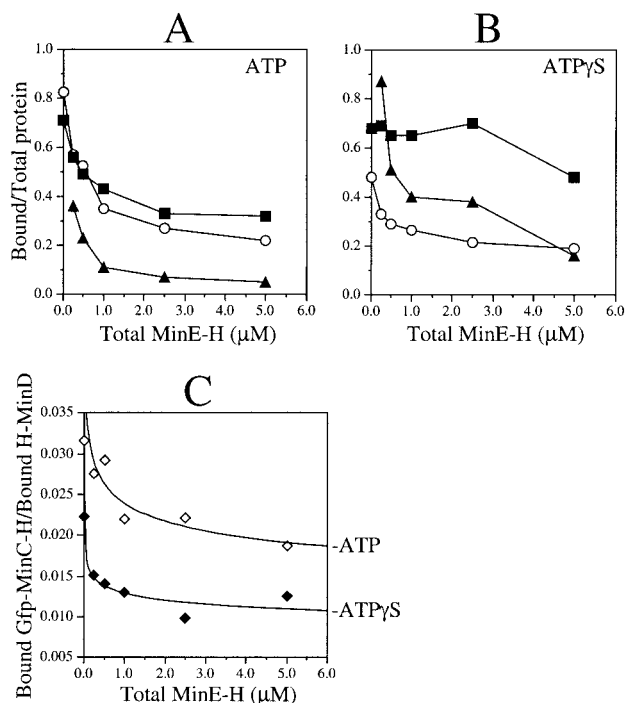 A
B
ATP
ATPγS
Bound/Total protein
1.0
0.8
0.6
0.4
0.2
0.0
0.0 1.0 2.0 3.0 4.0 5.0 6.0
Total MinE-H (μM)
1.0
0.8
0.6
0.4
0.2
0.0
0.0 1.0 2.0 3.0 4.0 5.0 6.0
Total MinE-H (μM)
C
Bound Gfp-MinC-H/Bound H-MinD
0.035
0.030
0.025
0.020
0.015
0.010
0.005
-ATP
-ATPγS
0.0 1.0 2.0 3.0 4.0 5.0 6.0
Total MinE-H (μM)